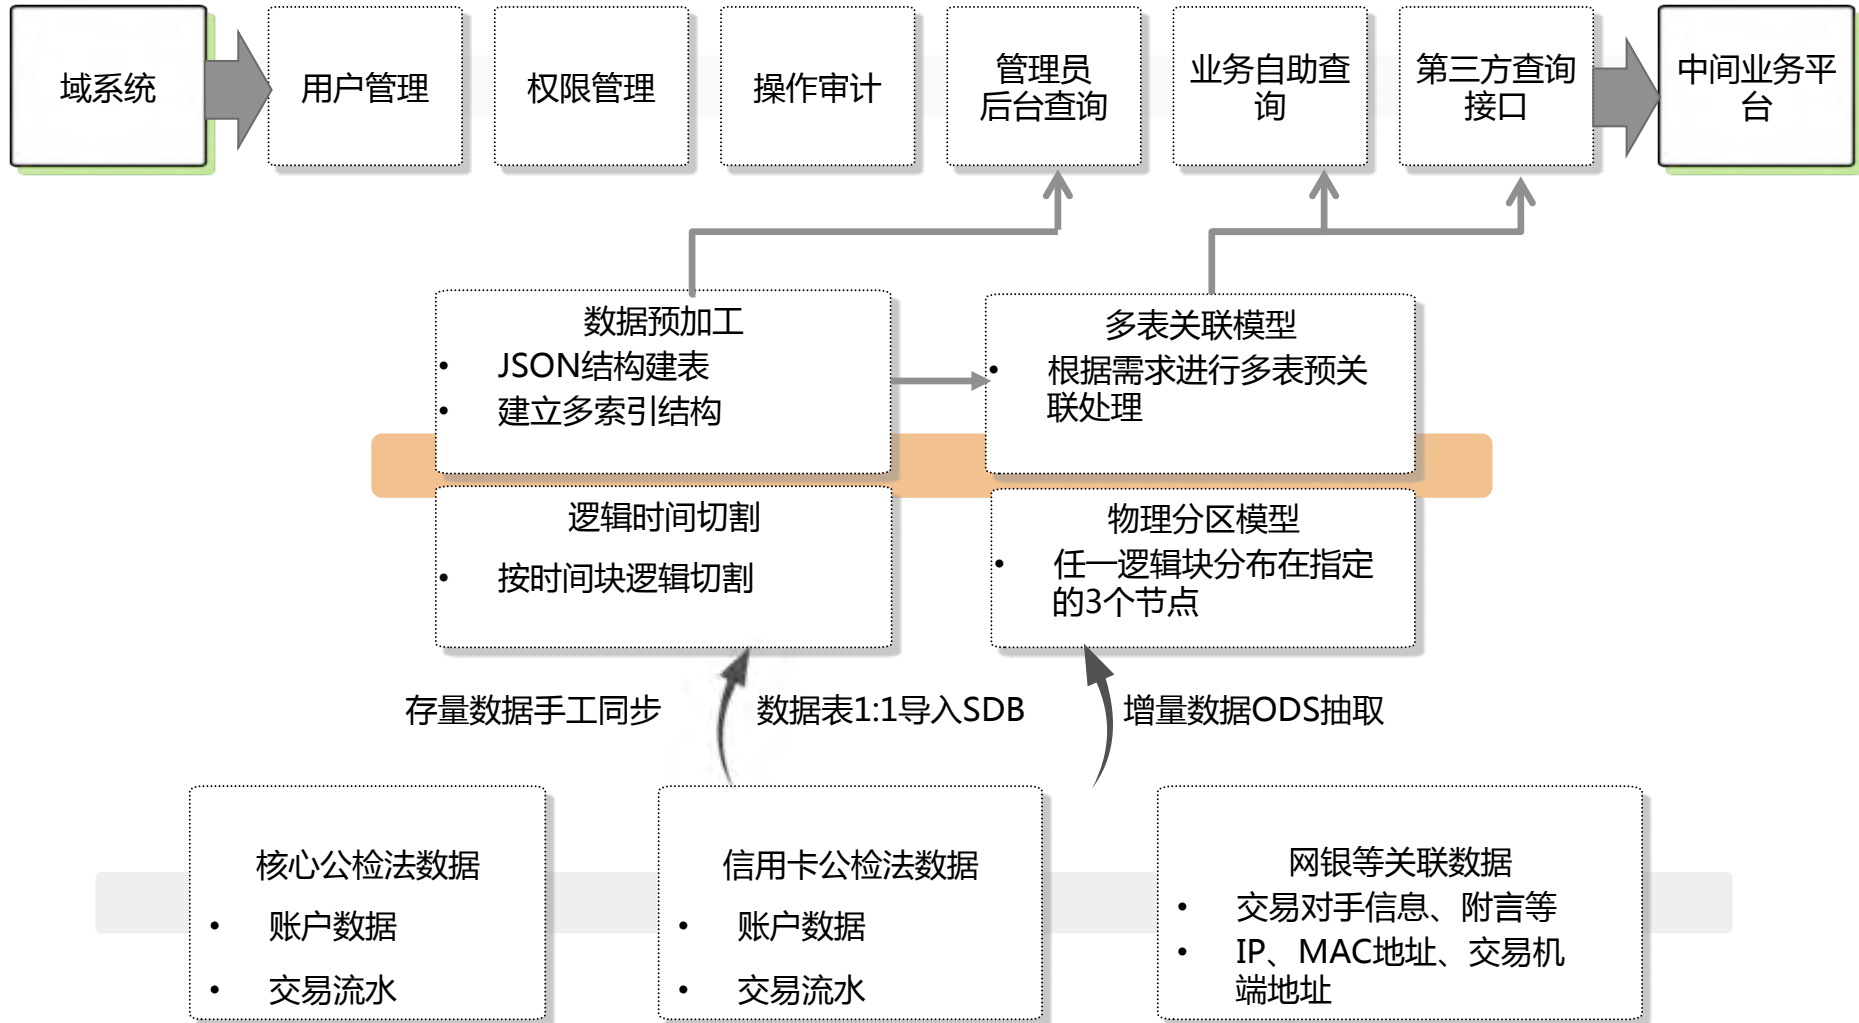 域系统
用户管理
权限管理
操作审计
管理员
后台查询
业务自助查
询
第三方查询
接口
中间业务平
台
数据预加工
• JSON结构建表
• 建立多索引结构
多表关联模型
• 根据需求进行多表预关
联处理
逻辑时间切割
• 按时间块逻辑切割
物理分区模型
• 任一逻辑块分布在指定
的3个节点
存量数据手工同步
数据表1:1导入SDB
增量数据ODS抽取
核心公检法数据
• 账户数据
• 交易流水
信用卡公检法数据
• 账户数据
• 交易流水
网银等关联数据
• 交易对手信息、附言等
• IP、MAC地址、交易机
端地址